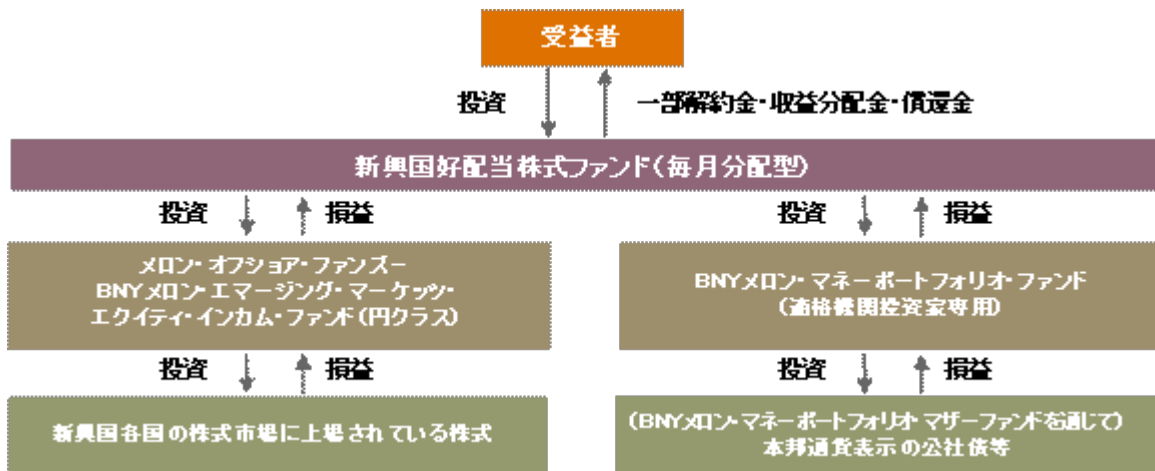 受益者
投資
一部解約金・収益分配金・償還金
新興国好配当株式ファンド(毎月分配型)
投資
損益
投資
損益
メロン・オフショア・ファンズー
BNYメロン・エマージング・マーケッツ・
エクイティ・インカム・ファンド(円クラス)
BNYメロン・マネーポートフォリオ・ファンド
(適格機関投資家専用)
投資
損益
投資
損益
新興国各国の株式市場に上場されている株式
(BNYメロン・マネーポートフォリオ・マザーファンドを通じて)
本邦通貨表示の公社債等